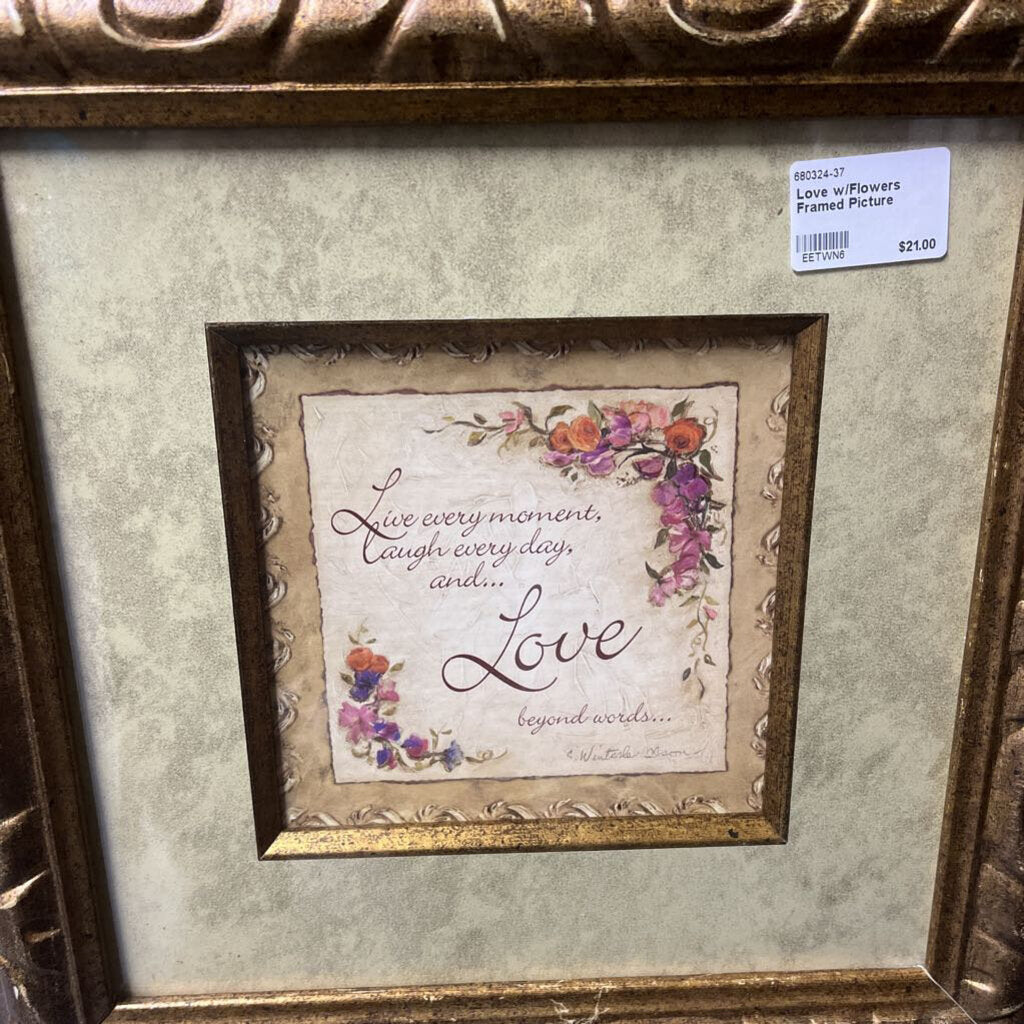 680324-37
Love w/Flowers
Framed Picture
EETWN6
$21.00
Live every moment,
Laugh every day,
and...
Love
beyond words...